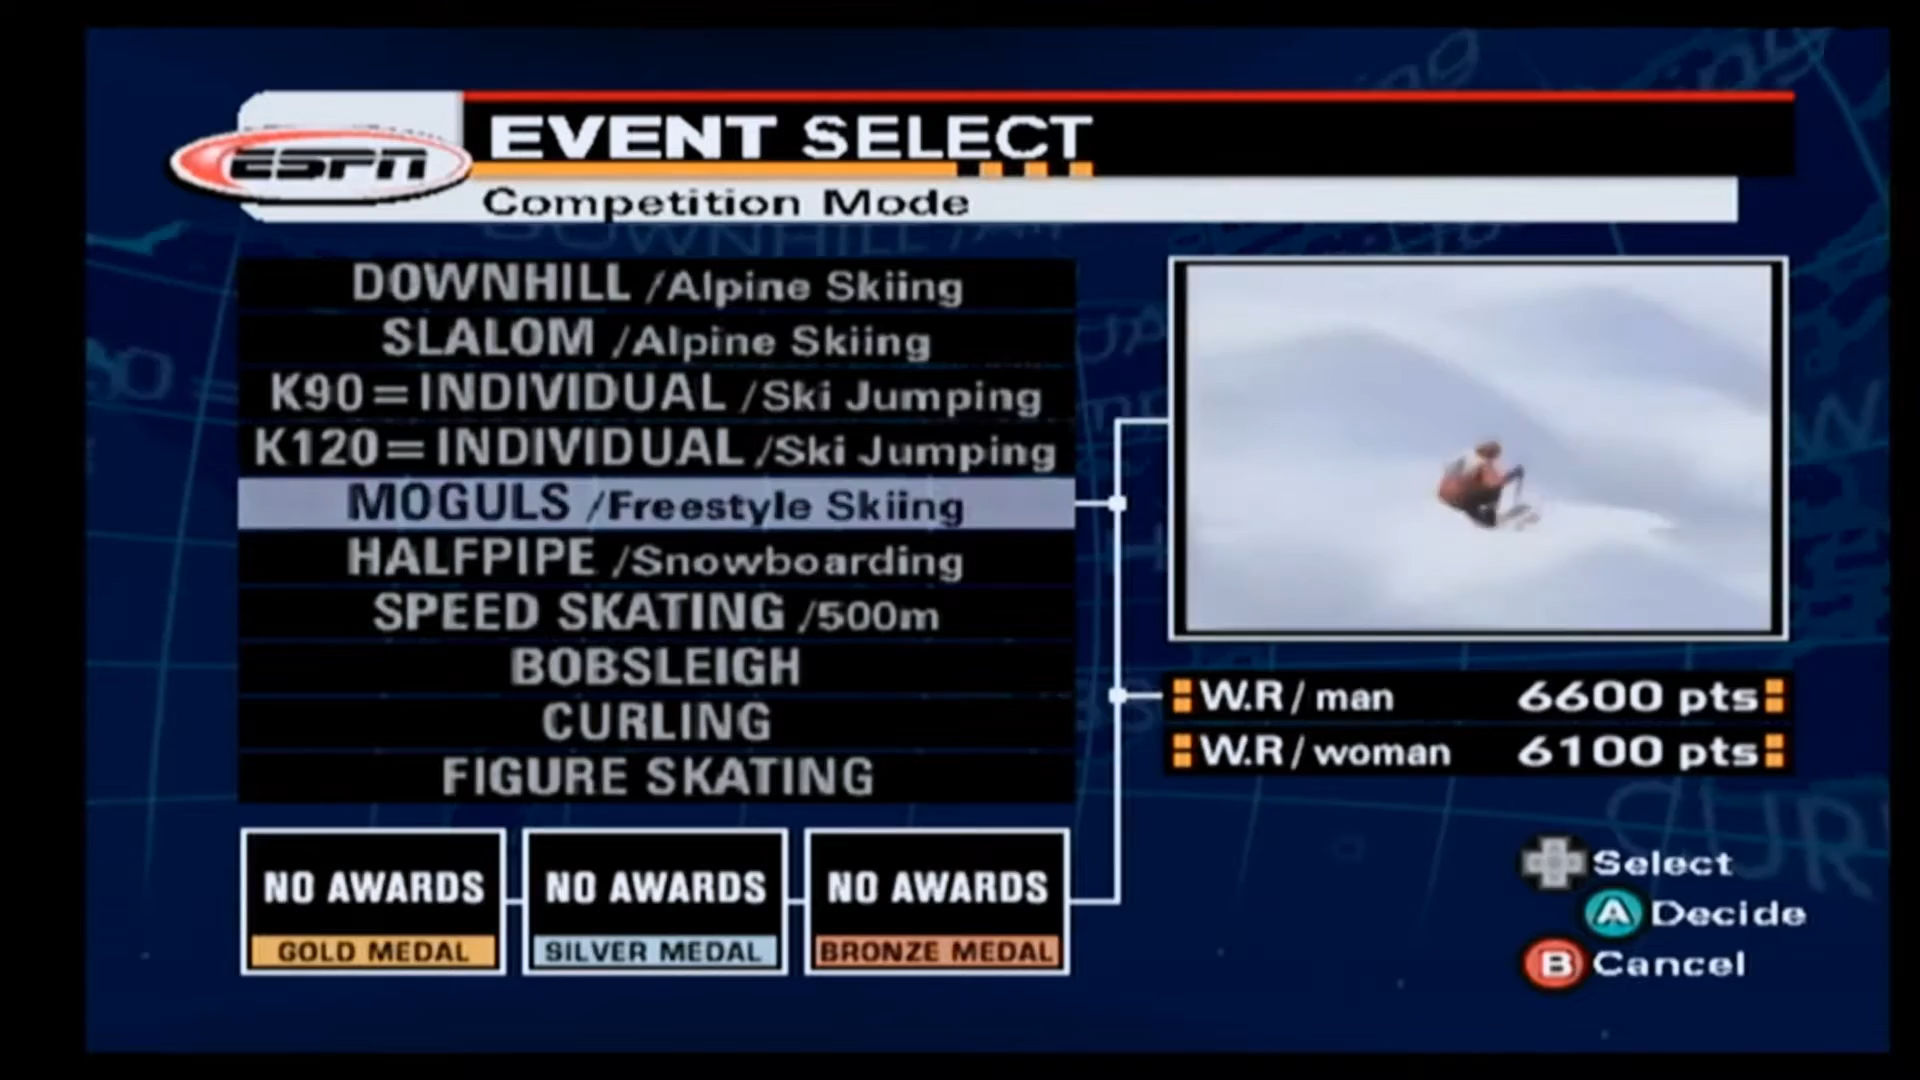 ESPN
EVENT SELECT
Competition Mode
DOWNHILL /Alpine Skiing
SLALOM /Alpine Skiing
K90=INDIVIDUAL /Ski Jumping
K120=INDIVIDUAL /Ski Jumping
MOGULS /Freestyle Skiing
HALFPIPE /Snowboarding
SPEED SKATING /500m
BOBSLEIGH
CURLING
FIGURE SKATING
W.R / man 6600 pts
W.R / woman 6100 pts
NO AWARDS NO AWARDS NO AWARDS
GOLD MEDAL SILVER MEDAL BRONZE MEDAL
Select
A Decide
B Cancel